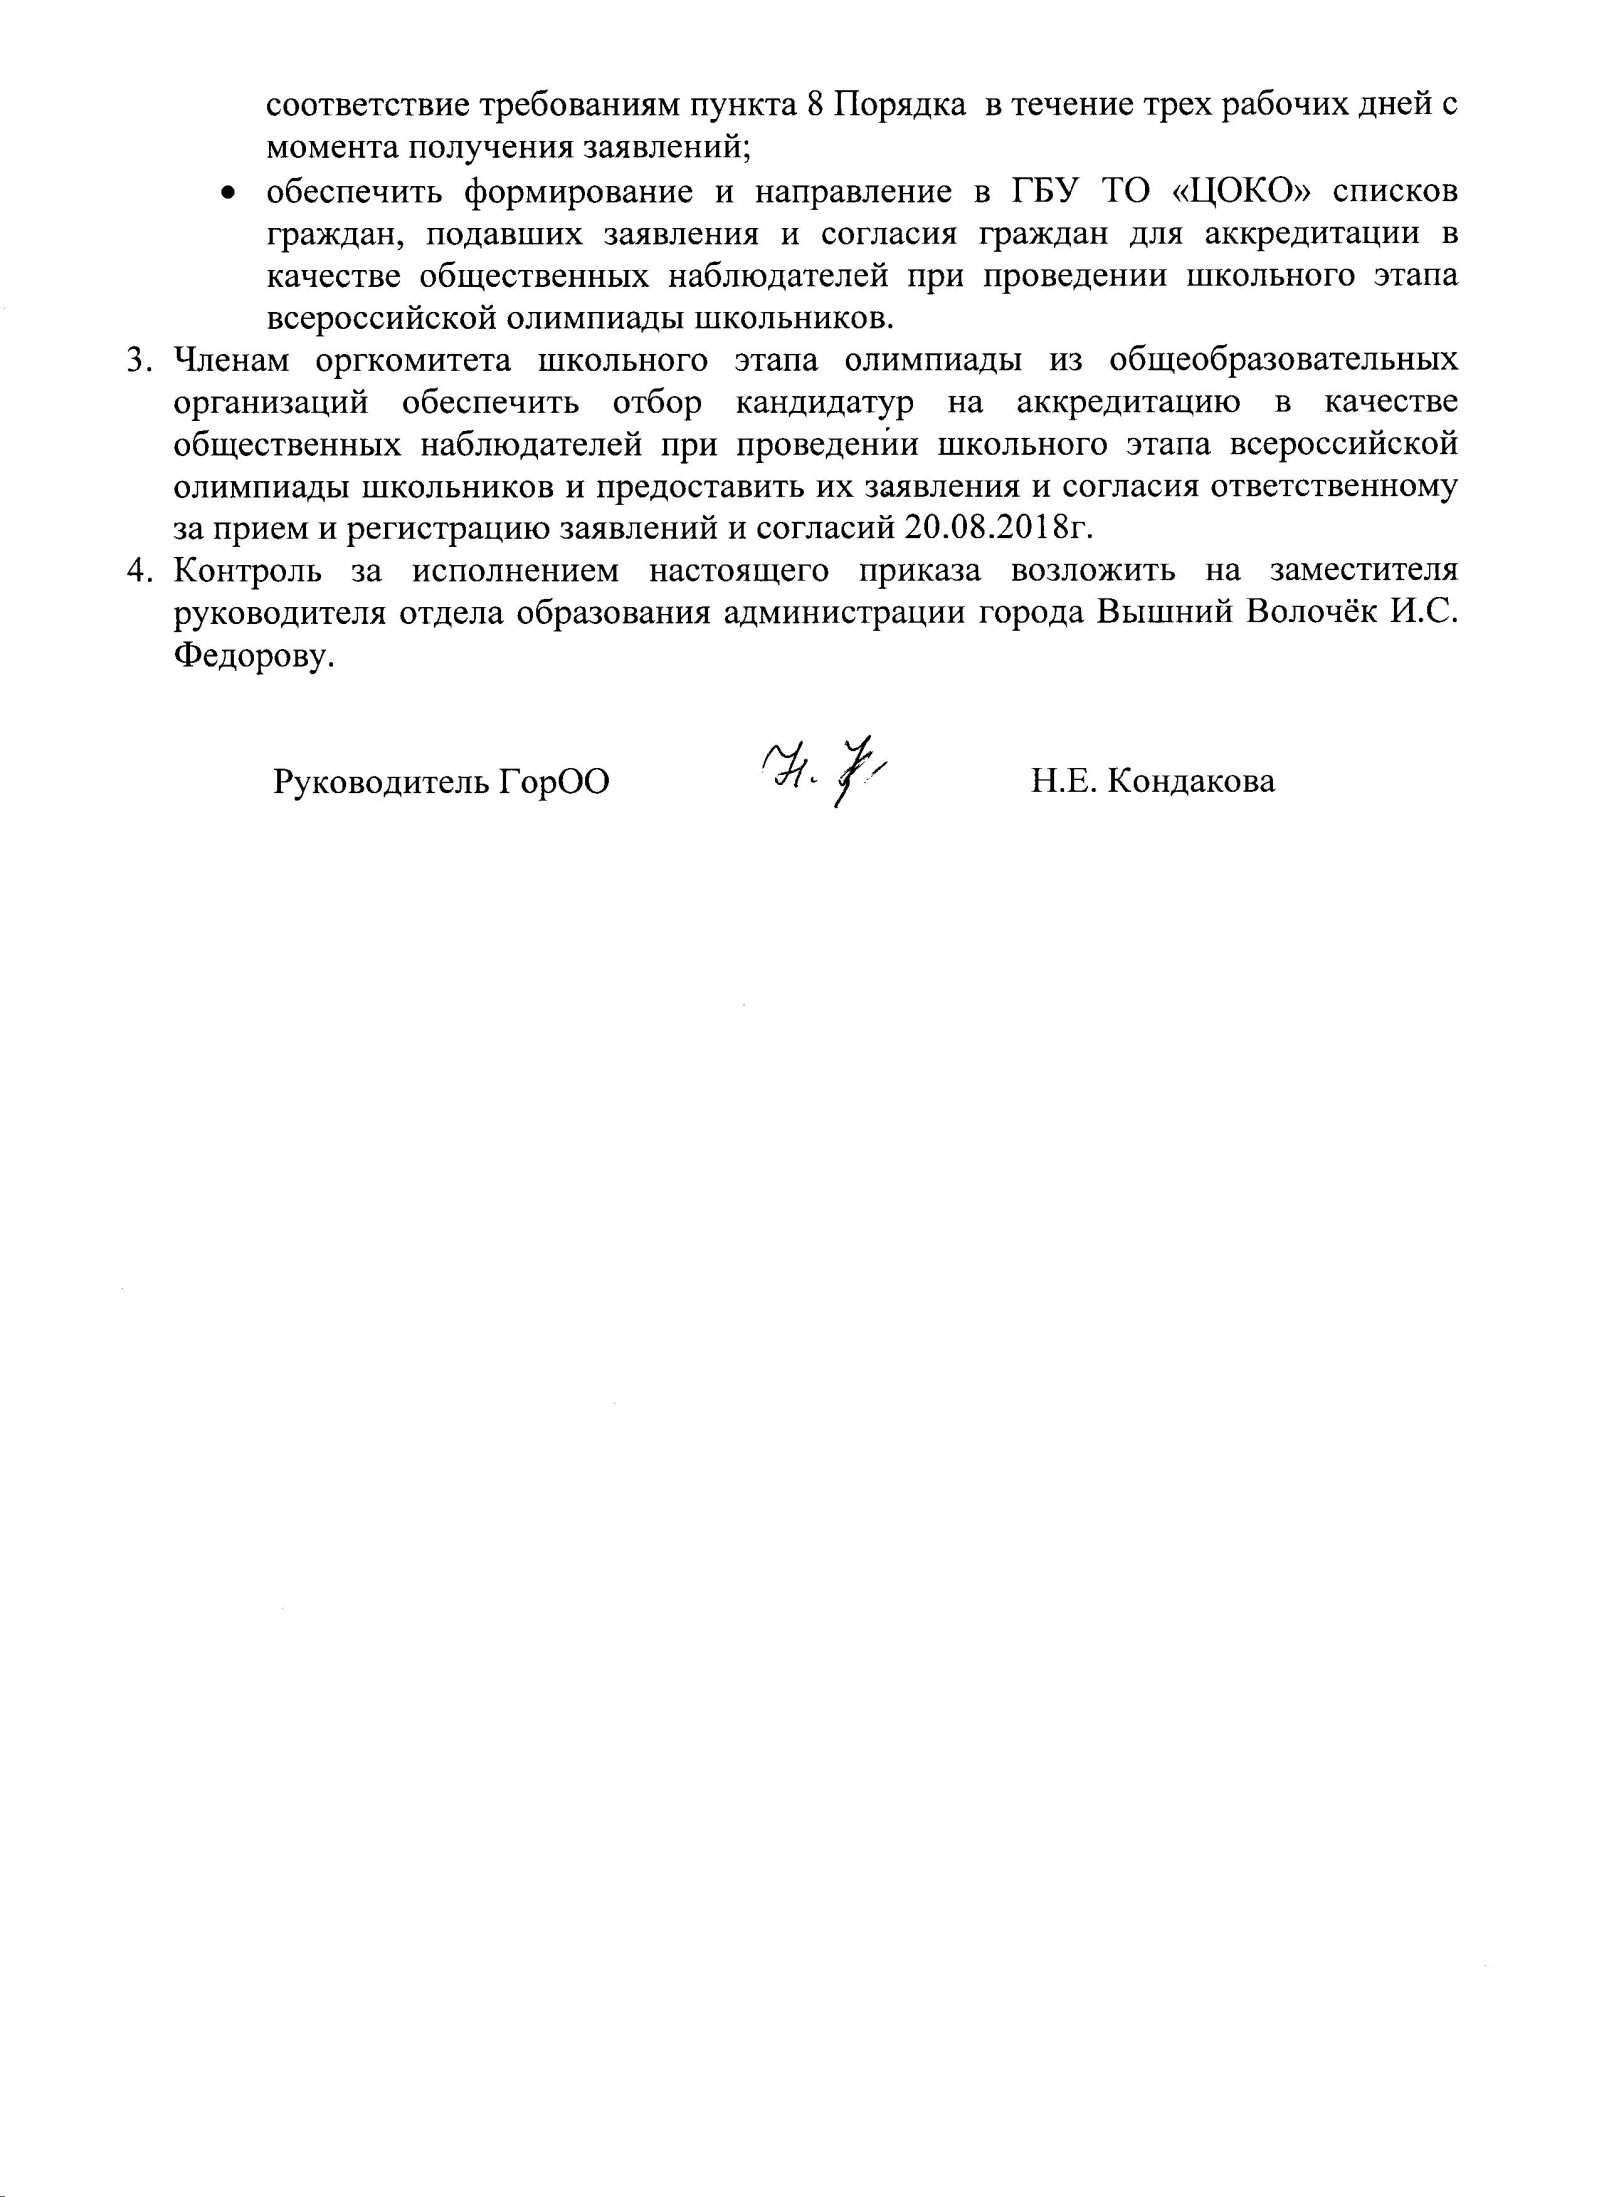 соответствие требованиям пункта 8 Порядка в течение трех рабочих дней с
момента получения заявлений;
• обеспечить формирование и направление в ГБУ ТО «ЦОКО» списков
граждан, подавших заявления и согласия граждан для аккредитации в
качестве общественных наблюдателей при проведении школьного этапа
всероссийской олимпиады школьников.
3. Членам оргкомитета школьного этапа олимпиады из общеобразовательных
организаций обеспечить отбор кандидатур на аккредитацию в качестве
общественных наблюдателей при проведении школьного этапа всероссийской
олимпиады школьников и предоставить их заявления и согласия ответственному
за прием и регистрацию заявлений и согласий 20.08.2018г.
4. Контроль за исполнением настоящего приказа возложить на заместителя
руководителя отдела образования администрации города Вышний Волочёк И.С.
Федорову.
Руководитель ГорОО Н.Е. Кондакова